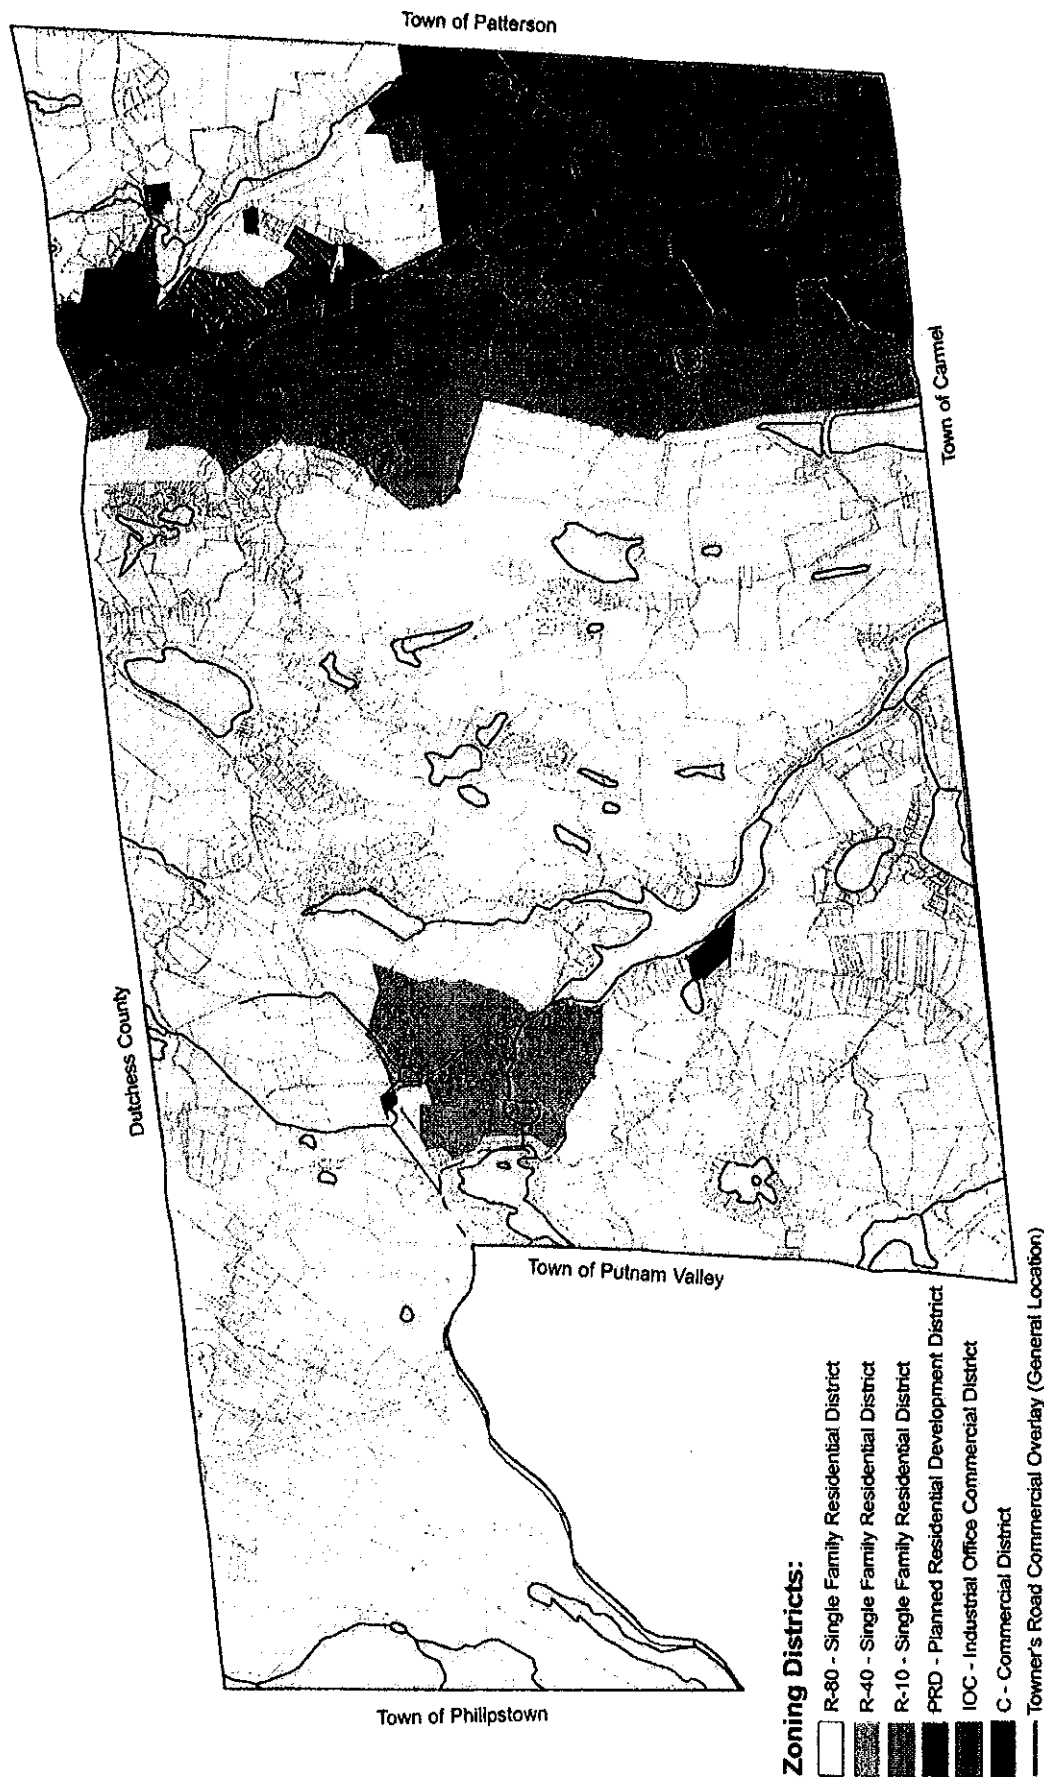 Town of Patterson
Dutchess County
Town of Carmel
Town of Putnam Valley
Town of Philipstown
Zoning Districts:
R-80 - Single Family Residential District
R-40 - Single Family Residential District
R-10 - Single Family Residential District
PRD - Planned Residential Development District
IOC - Industrial Office Commercial District
C - Commercial District
Towner's Road Commercial Overlay (General Location)